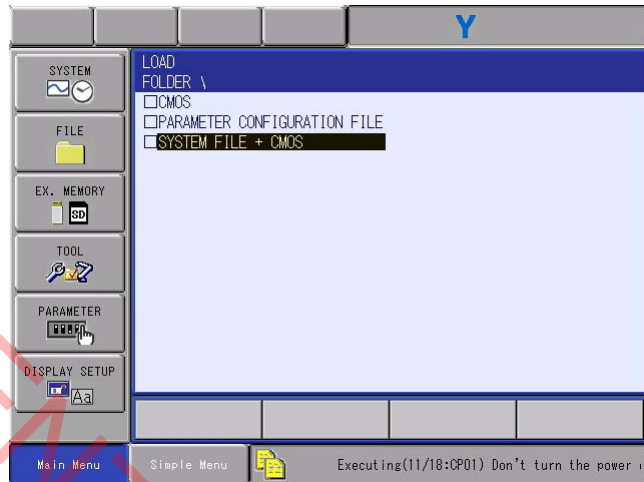 Y
SYSTEM
FILE
EX. MEMORY
SD
TOOL
PARAMETER
DISPLAY SETUP
Aa
LOAD
FOLDER \
CMOS
PARAMETER CONFIGURATION FILE
SYSTEM FILE + CMOS
Main Menu
Simple Menu
Executing(11/18:CP01) Don't turn the power